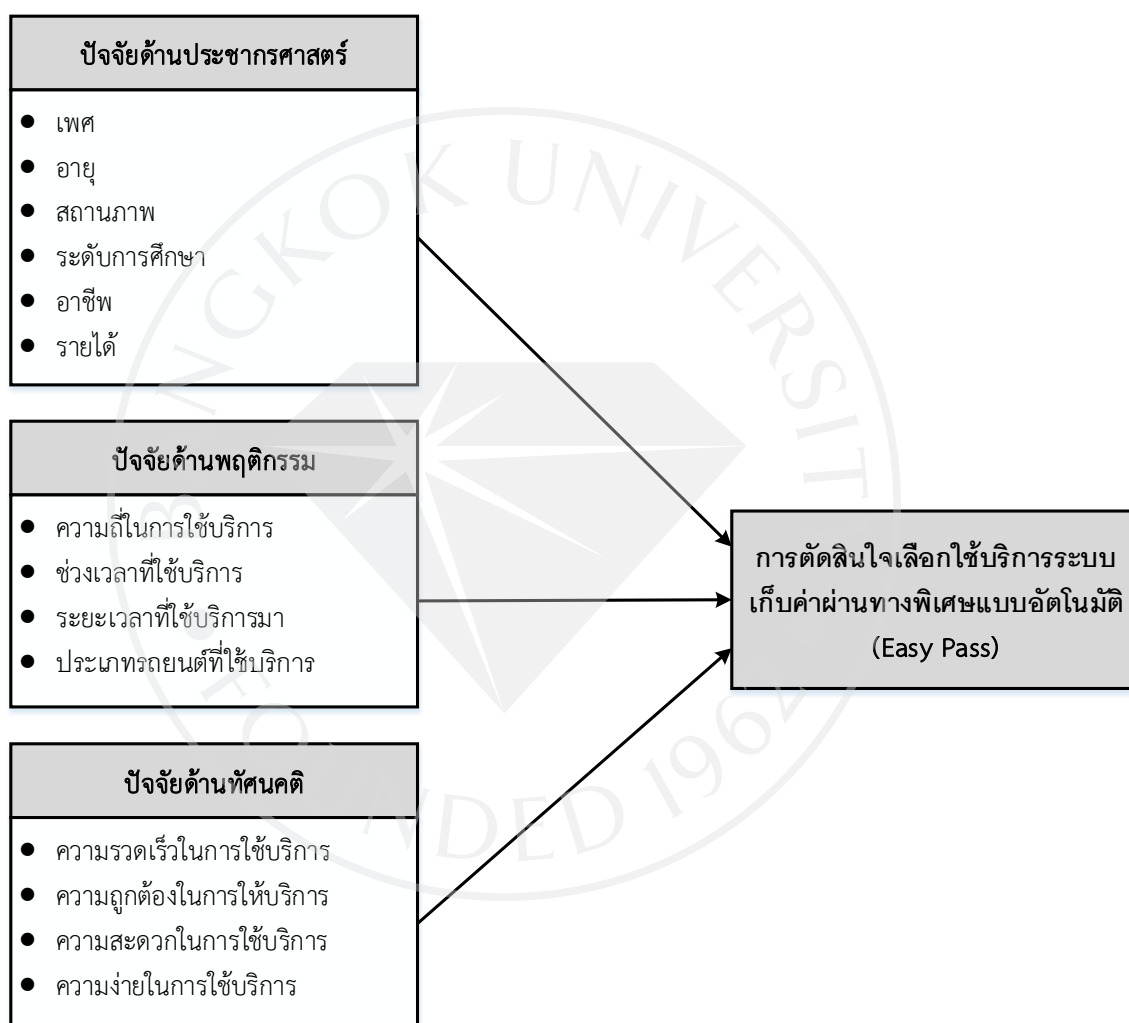 ปัจจัยด้านประชากรศาสตร์
● เพศ
● อายุ
● สถานภาพ
● ระดับการศึกษา
● อาชีพ
● รายได้
ปัจจัยด้านพฤติกรรม
● ความถี่ในการใช้บริการ
● ช่วงเวลาที่ใช้บริการ
● ระยะเวลาที่ใช้บริการมา
● ประเภทรถยนต์ที่ใช้บริการ
ปัจจัยด้านทัศนคติ
● ความรวดเร็วในการใช้บริการ
● ความถูกต้องในการให้บริการ
● ความสะดวกในการใช้บริการ
● ความง่ายในการใช้บริการ
การตัดสินใจเลือกใช้บริการระบบ
เก็บค่าผ่านทางพิเศษแบบอัตโนมัติ
(Easy Pass)
BANGKOK UNIVERSITY
FOUNDED 1962